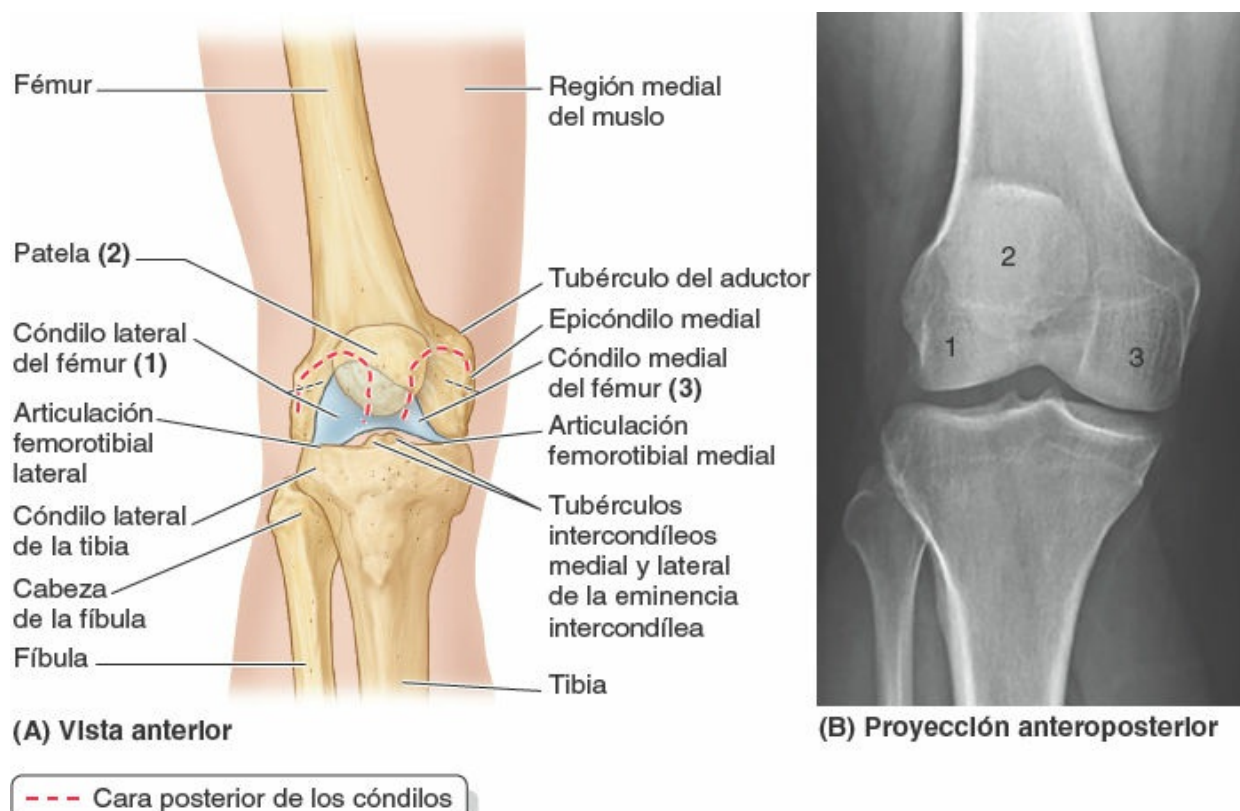 Fémur
Región medial
del muslo
Patela (2)
Tubérculo del aductor
Epicóndilo medial
Cóndilo lateral
del fémur (1)
Cóndilo medial
del fémur (3)
Articulación
femorotibial
lateral
Articulación
femorotibial medial
Cóndilo lateral
de la tibia
Tubérculos
intercondíleos
medial y lateral
de la eminencia
intercondílea
Cabeza
de la fíbula
Fíbula
Tibia
(A) Vista anterior
Cara posterior de los cóndilos
2
1
3
(B) Proyección anteroposterior